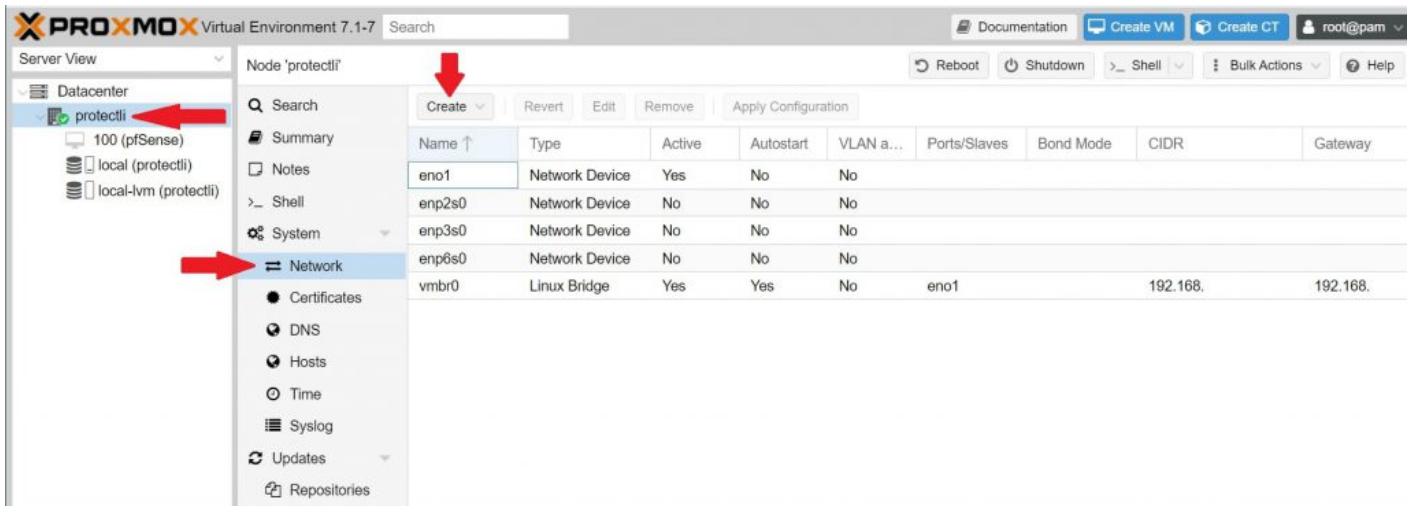 PROXMOX Virtual Environment 7.1-7 Search Documentation Create VM Create CT root@pam
Server View
Datacenter
protectli
100 (pfSense)
local (protectli)
local-lvm (protectli)
Node 'protectli' Reboot Shutdown >_ Shell Bulk Actions Help
Search
Summary
Notes
>_ Shell
System
Network
Certificates
DNS
Hosts
Time
Syslog
Updates
Repositories
Create Revert Edit Remove Apply Configuration
Name ↑ Type Active Autostart VLAN a... Ports/Slaves Bond Mode CIDR Gateway
eno1 Network Device Yes No No
enp2s0 Network Device No No No
enp3s0 Network Device No No No
enp6s0 Network Device No No No
vmbr0 Linux Bridge Yes Yes No eno1 192.168. 192.168.